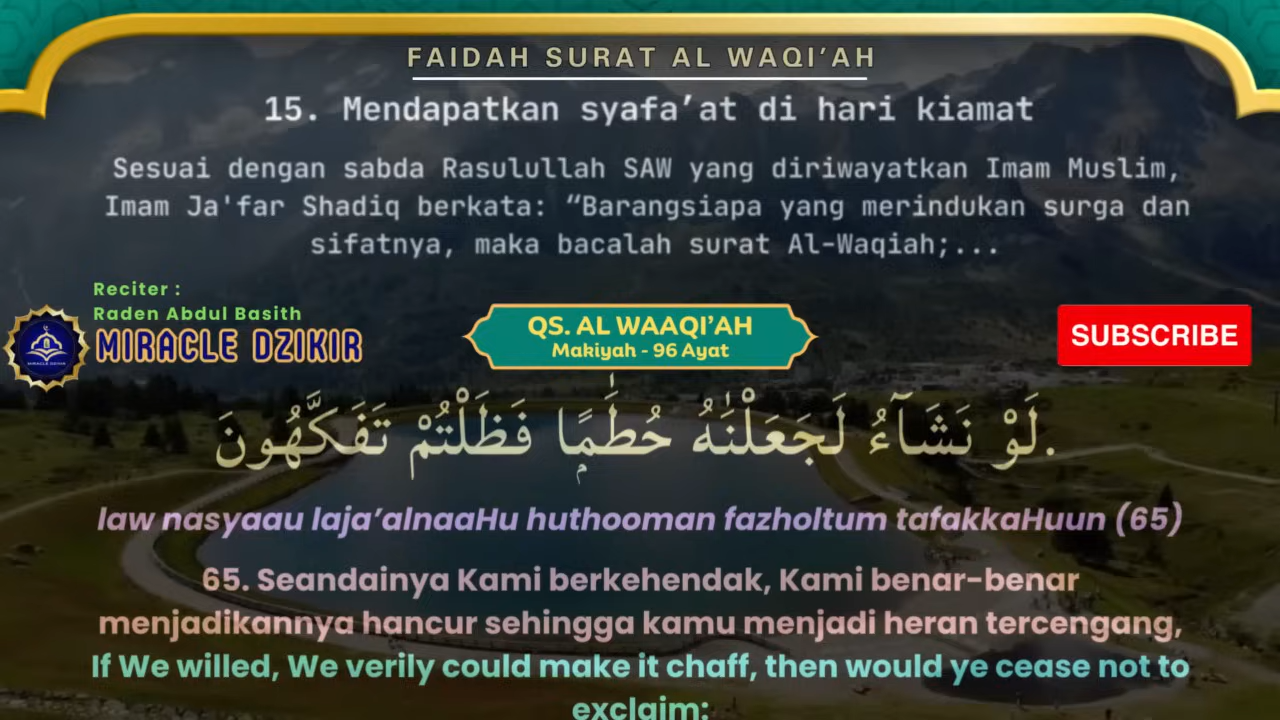 FAIDAH SURAT AL WAQI’AH
15. Mendapatkan syafa’at di hari kiamat
Sesuai dengan sabda Rasulullah SAW yang diriwayatkan Imam Muslim,
Imam Ja'far Shadiq berkata: “Barangsiapa yang merindukan surga dan
sifatnya, maka bacalah surat Al-Waqiah;...
Reciter :
Raden Abdul Basith
MIRACLE DZIKIR
QS. AL WAAQI’AH
Makiyah - 96 Ayat
SUBSCRIBE
لَوْ نَشَاۤءُ لَجَعَلْنٰهُ حُطَامًا فَظَلْتُمْ تَفَكَّهُونَ.
law nasyaau laja’alnaaHu huthooman fazholtum tafakkaHuun (65)
65. Seandainya Kami berkehendak, Kami benar-benar
menjadikannya hancur sehingga kamu menjadi heran tercengang,
If We willed, We verily could make it chaff, then would ye cease not to
exclaim: